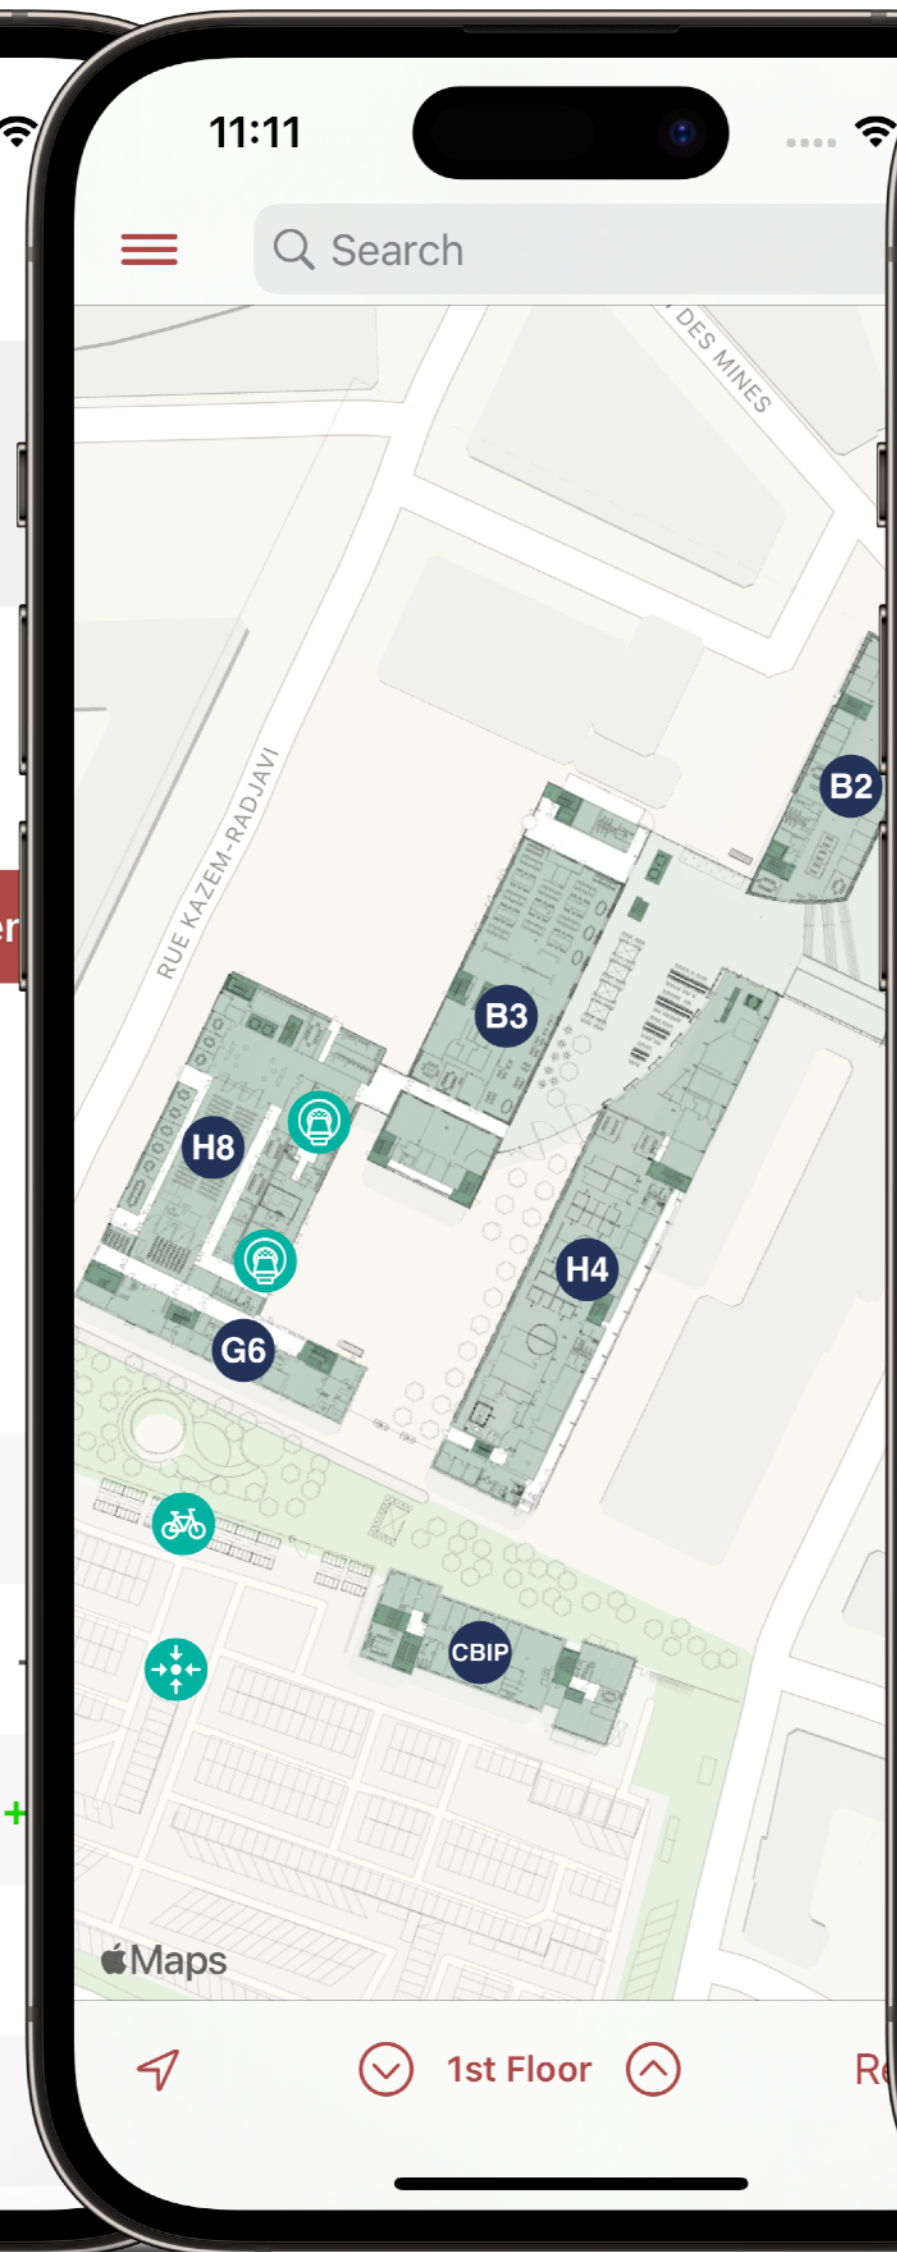 11:11
Search
DES MINES
RUE KAZEM-RADJAVI
B2
B3
H8
H4
G6
CBIP
Maps
1st Floor